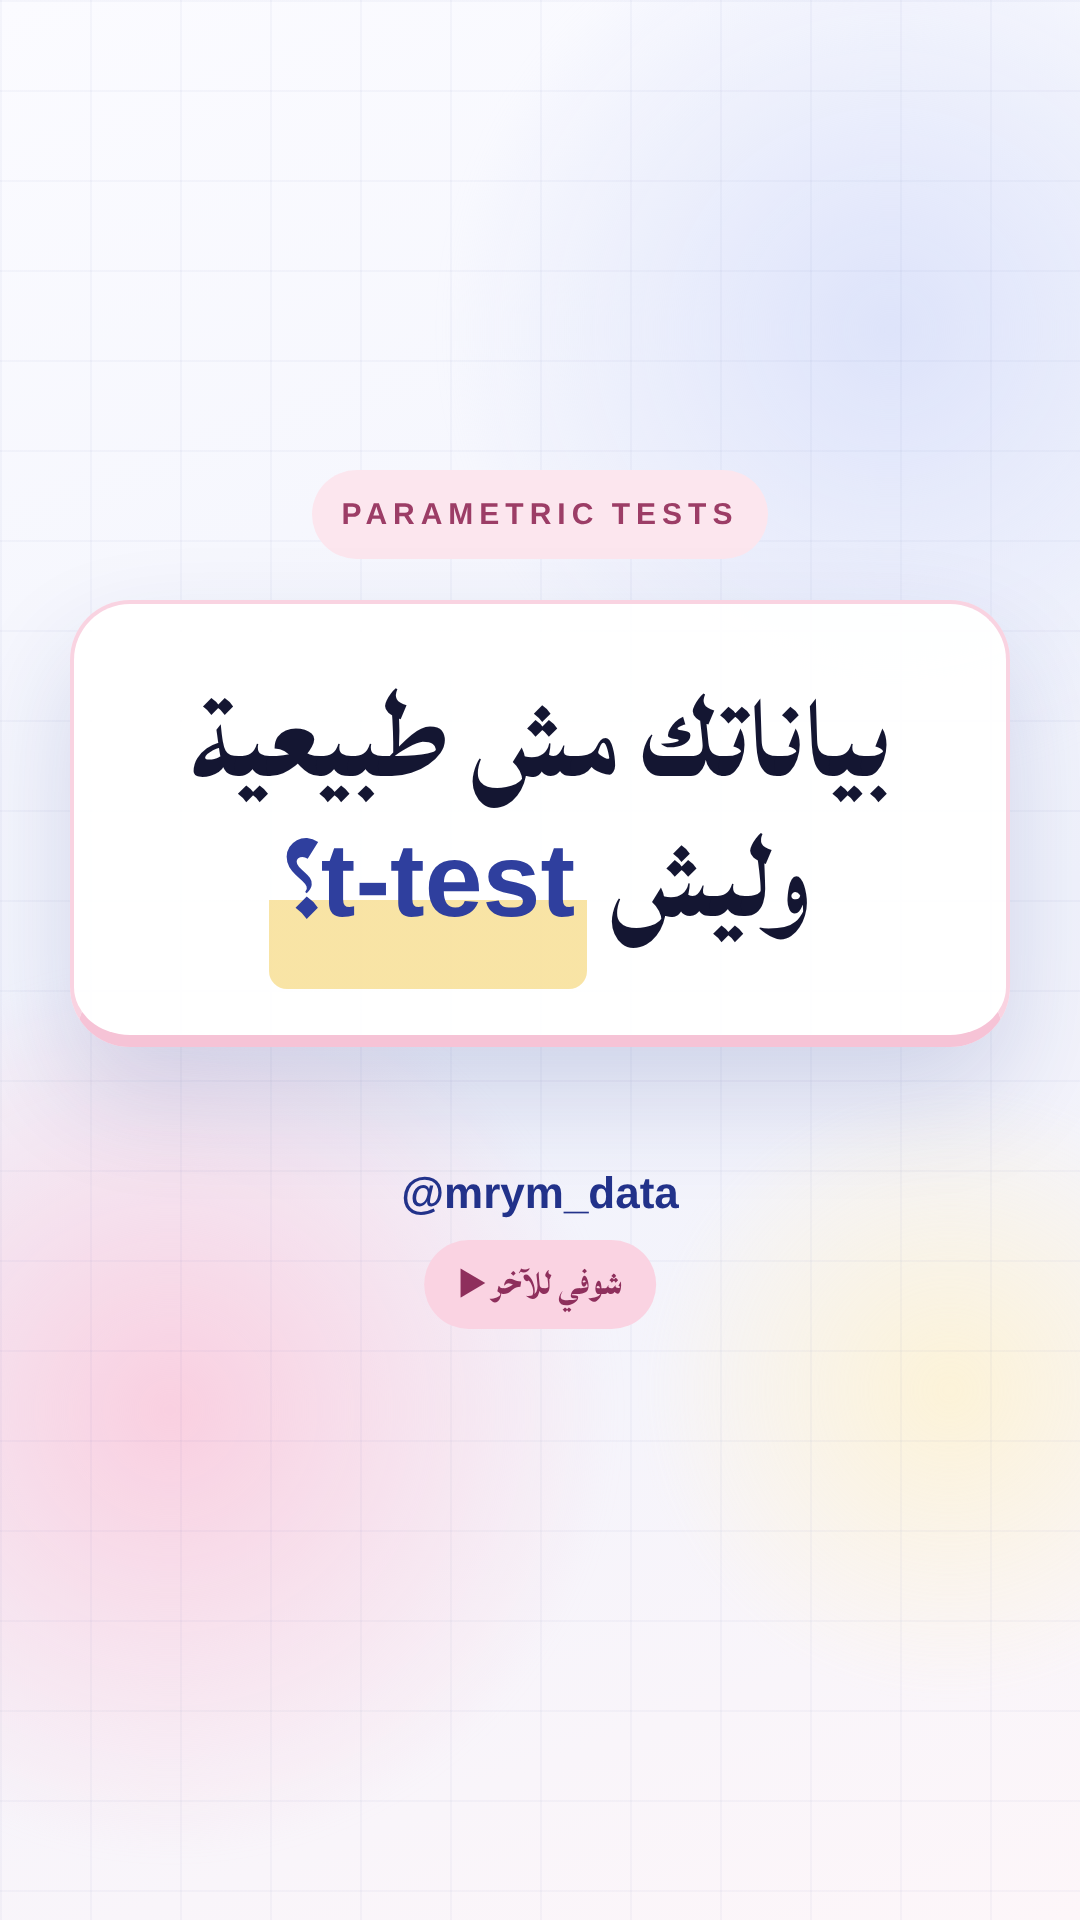 PARAMETRIC TESTS
بياناتك مش طبيعية
وليش t-test؟
@mrym_data
شوفي للآخر ▶